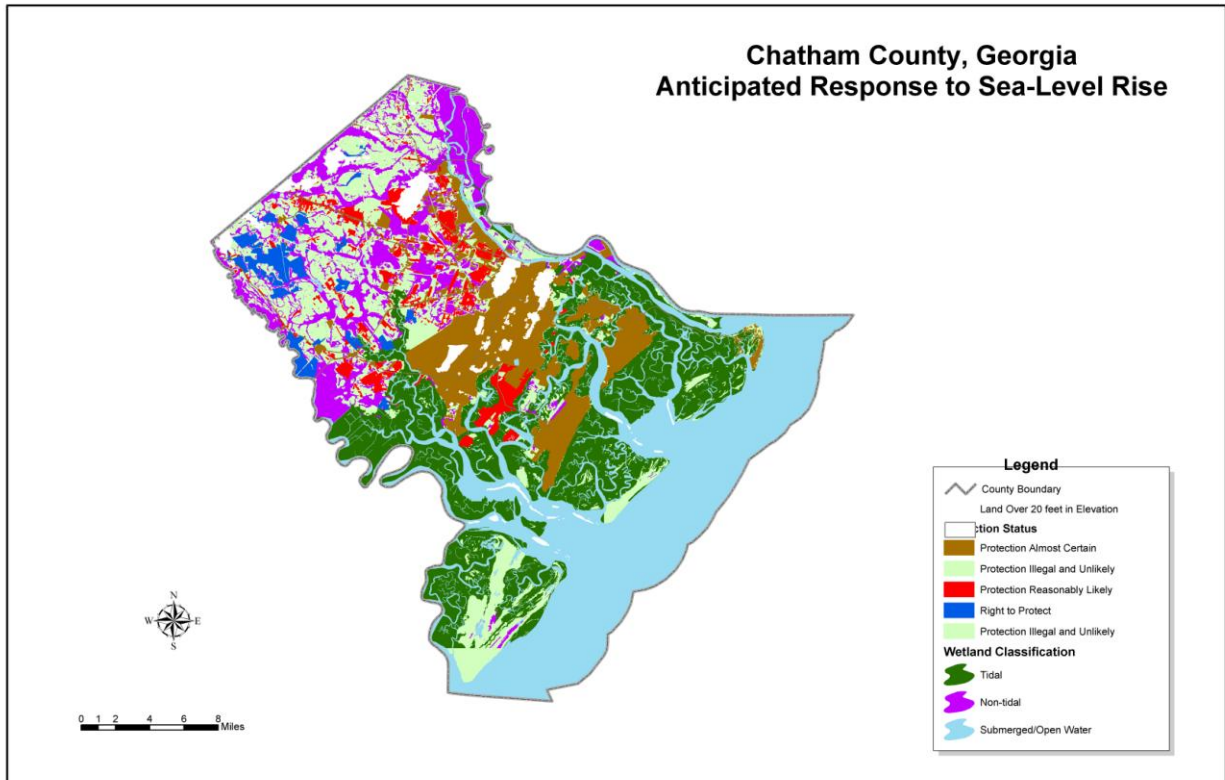 Chatham County, Georgia
Anticipated Response to Sea-Level Rise
Legend
County Boundary
Land Over 20 feet in Elevation
ction Status
Protection Almost Certain
Protection Illegal and Unlikely
Protection Reasonably Likely
Right to Protect
Protection Illegal and Unlikely
Wetland Classification
Tidal
Non-tidal
Submerged/Open Water
N
W E
S
0 1 2 4 6 8
Miles